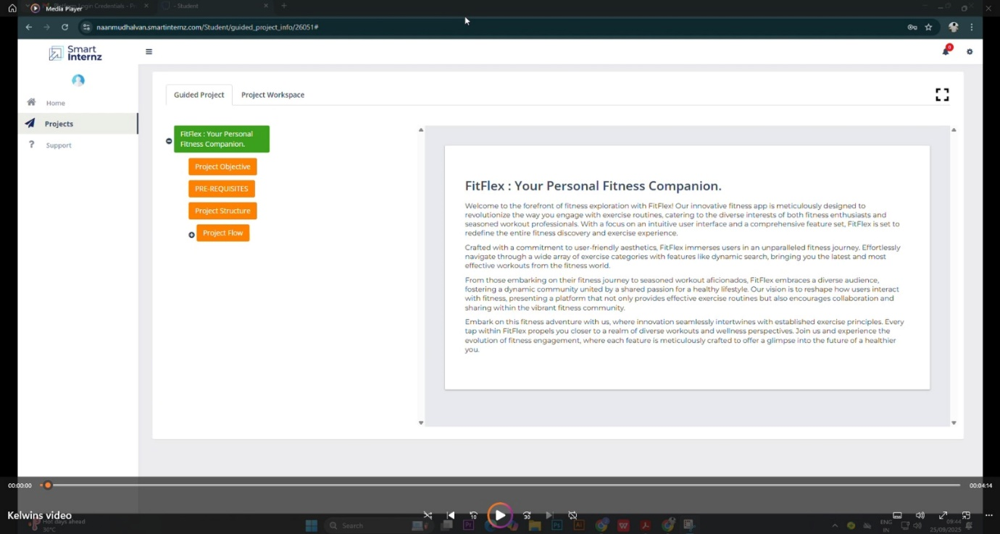 Media Player
Login Credentials - P
- Student
naanmudhalvan.smartinternz.com/Student/guided_project_info/26051#
Smart
Internz
0
Home
Projects
Support
Guided Project
Project Workspace
FitFlex : Your Personal
Fitness Companion.
Project Objective
PRE-REQUISITES
Project Structure
Project Flow
FitFlex : Your Personal Fitness Companion.
Welcome to the forefront of fitness exploration with FitFlex! Our innovative fitness app is meticulously designed to
revolutionize the way you engage with exercise routines, catering to the diverse interests of both fitness enthusiasts and
seasoned workout professionals. With a focus on an intuitive user interface and a comprehensive feature set, FitFlex is set to
redefine the entire fitness discovery and exercise experience.
Crafted with a commitment to user-friendly aesthetics, FitFlex immerses users in an unparalleled fitness journey. Effortlessly
navigate through a wide array of exercise categories with features like dynamic search, bringing you the latest and most
effective workouts from the fitness world.
From those embarking on their fitness journey to seasoned workout aficionados, FitFlex embraces a diverse audience,
fostering a dynamic community united by a shared passion for a healthy lifestyle. Our vision is to reshape how users interact
with fitness, presenting a platform that not only provides effective exercise routines but also encourages collaboration and
sharing within the vibrant fitness community.
Embark on this fitness adventure with us, where innovation seamlessly intertwines with established exercise principles. Every
tap within FitFlex propels you closer to a realm of diverse workouts and wellness perspectives. Join us and experience the
evolution of fitness engagement, where each feature is meticulously crafted to offer a glimpse into the future of a healthier
you.
00:00:00
00:04:14
Kelwins video
10
30
Hot days ahead
30°C
Search
Pr
Ps
Ai
ENG
IN
09:44
25/09/2025